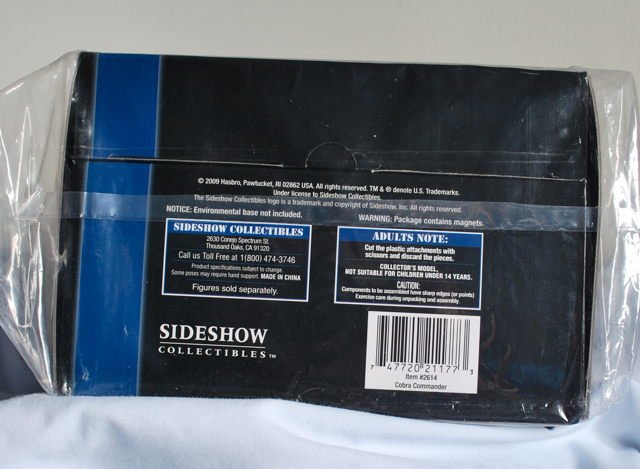 © 2009 Hasbro, Pawtucket, RI 02862 USA. All rights reserved. TM & ® denote U.S. Trademarks.
Under license to Sideshow Collectibles.
The Sideshow Collectibles logo is a trademark and copyright of Sideshow, Inc. All rights reserved.
NOTICE: Environmental base not included.
WARNING: Package contains magnets.
SIDESHOW COLLECTIBLES
2630 Conejo Spectrum St.
Thousand Oaks, CA 91320
Call us Toll Free at 1(800) 474-3746
Product specifications subject to change.
Some poses may require hand support. MADE IN CHINA
Figures sold separately.
ADULTS NOTE:
Cut the plastic attachments with
scissors and discard the pieces.
COLLECTOR'S MODEL,
NOT SUITABLE FOR CHILDREN UNDER 14 YEARS.
CAUTION:
Components to be assembled have sharp edges (or points)
Exercise care during unpacking and assembly.
SIDESHOW
COLLECTIBLES™
7 47720 21177 3
Item #2614
Cobra Commander